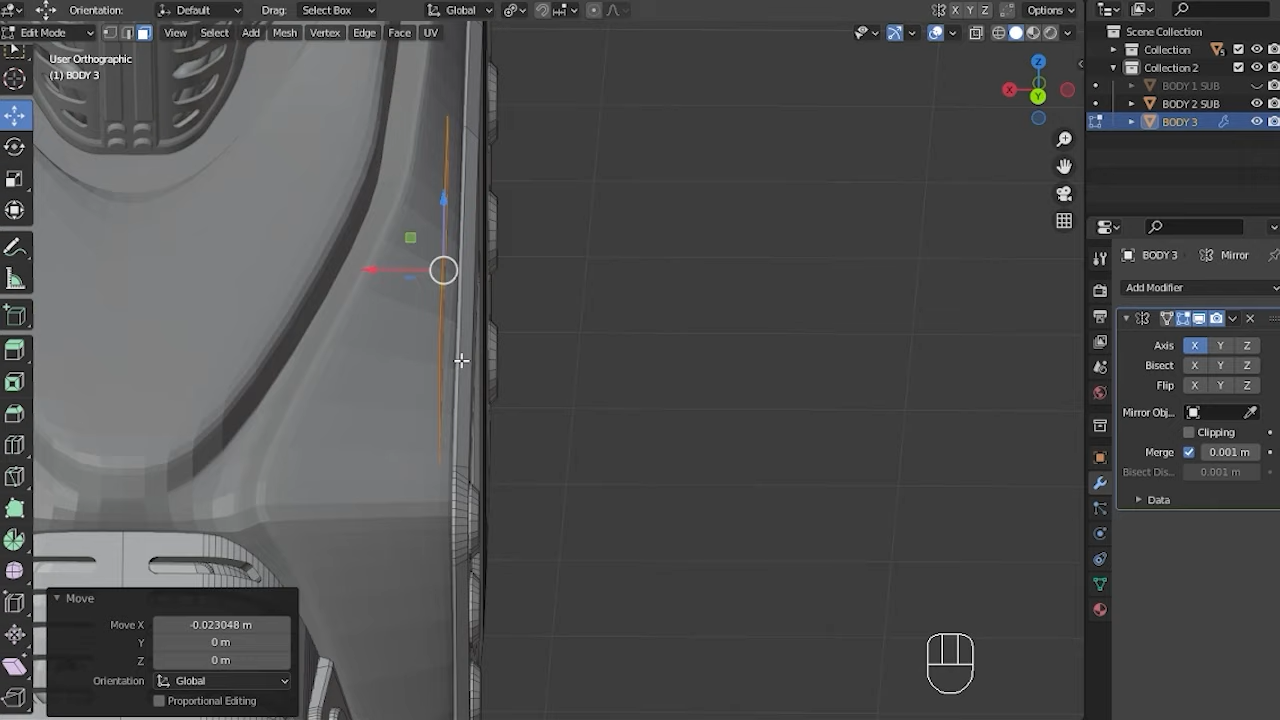 Orientation: Default Drag: Select Box Global X Y Z Options
Edit Mode View Select Add Mesh Vertex Edge Face UV
User Orthographic
(1) BODY 3
Z
X
Y
Scene Collection
Collection 5
Collection 2
BODY 1 SUB
BODY 2 SUB
BODY 3
BODY 3 Mirror
Add Modifier
Axis X Y Z
Bisect X Y Z
Flip X Y Z
Mirror Obj...
Clipping
Merge 0.001 m
Bisect Dis... 0.001 m
Data
Move
Move X -0.023048 m
Y 0 m
Z 0 m
Orientation Global
Proportional Editing